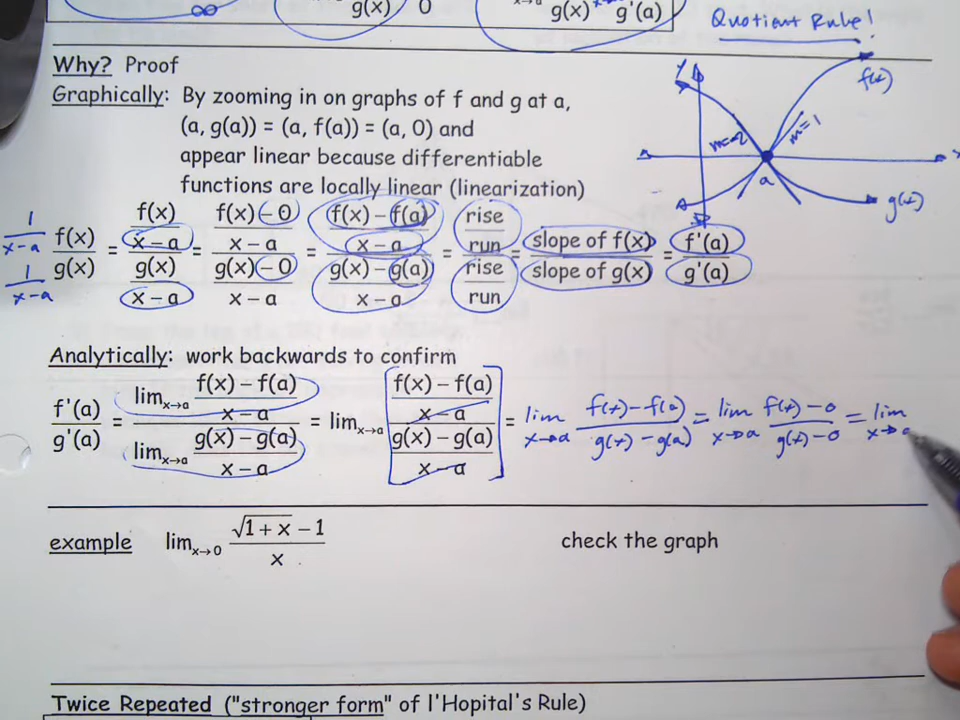 ∞ g(x) 0 g(x) g'(a)
Quotient Rule!
Why? Proof
Graphically: By zooming in on graphs of f and g at a,
(a, g(a)) = (a, f(a)) = (a, 0) and
appear linear because differentiable
functions are locally linear (linearization)
y f(x)
m=-2 m=1
a x
g(x)
1/(x-a) f(x) / 1/(x-a) g(x) = (f(x)/(x-a)) / (g(x)/(x-a)) = ((f(x)-0)/(x-a)) / ((g(x)-0)/(x-a)) = ((f(x)-f(a))/(x-a)) / ((g(x)-g(a))/(x-a)) = (rise/run) / (rise/run) = slope of f(x) / slope of g(x) = f'(a) / g'(a)
Analytically: work backwards to confirm
f'(a)/g'(a) = (lim x→a (f(x)-f(a))/(x-a)) / (lim x→a (g(x)-g(a))/(x-a)) = lim x→a ((f(x)-f(a))/(x-a)) / ((g(x)-g(a))/(x-a)) = lim x→a (f(x)-f(a))/(g(x)-g(a)) = lim x→a (f(x)-0)/(g(x)-0) = lim x→a
example lim x→0 (√1+x - 1)/x check the graph
Twice Repeated ("stronger form" of l'Hopital's Rule)